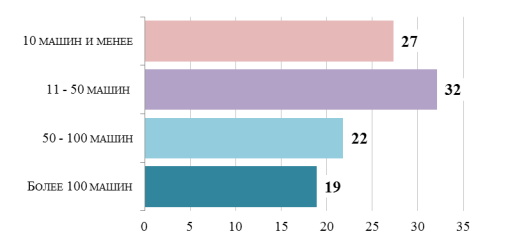 10 машин и менее
27
11 - 50 машин
32
50 - 100 машин
22
Более 100 машин
19
0 5 10 15 20 25 30 35